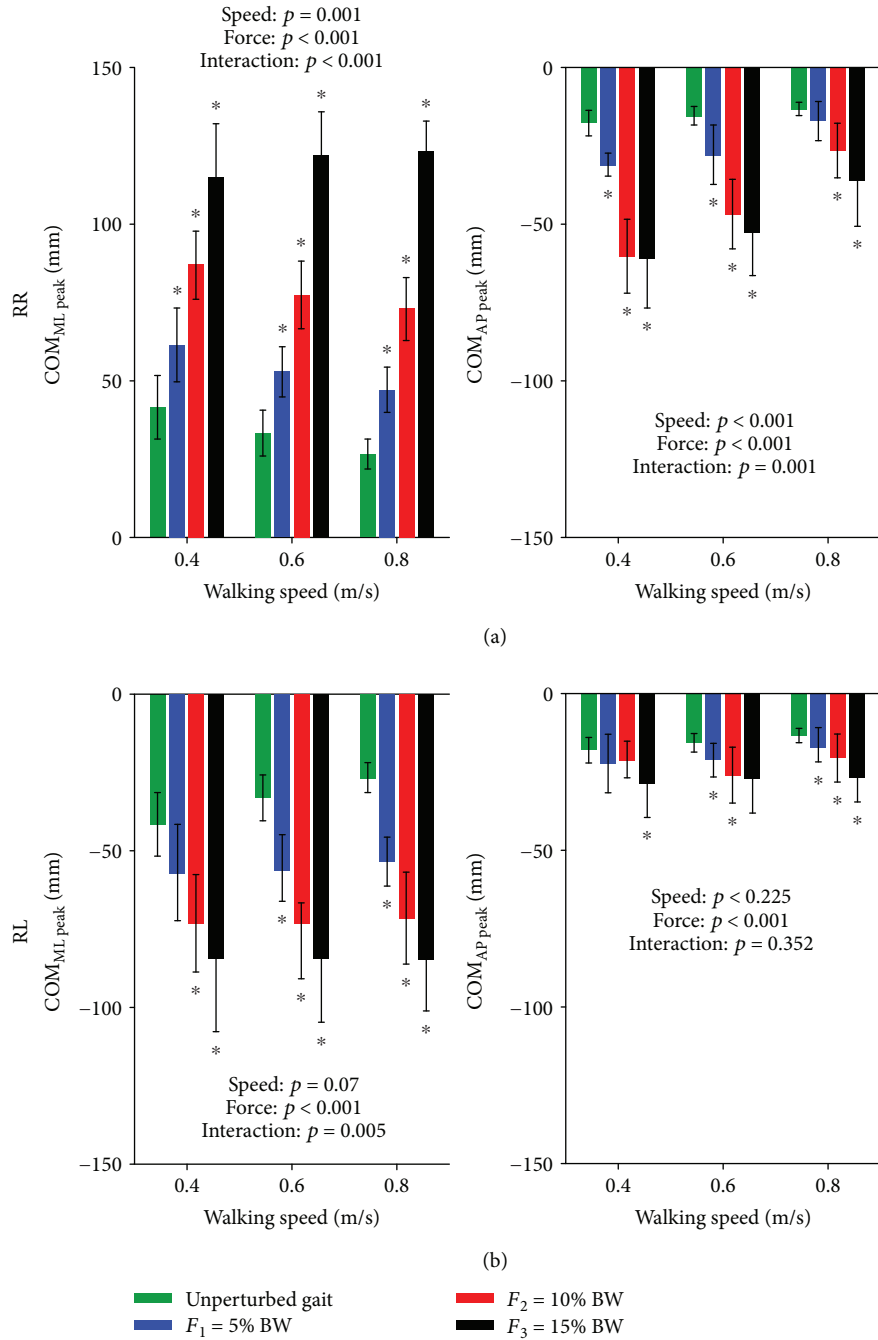 Speed: p = 0.001
Force: p < 0.001
Interaction: p < 0.001
150
100
50
0
RR
COM_ML peak (mm)
*
*
*
*
*
*
*
*
*
0.4
0.6
0.8
Walking speed (m/s)
0
−50
−100
−150
COM_AP peak (mm)
*
*
*
*
*
*
*
*
Speed: p < 0.001
Force: p < 0.001
Interaction: p = 0.001
0.4
0.6
0.8
Walking speed (m/s)
(a)
0
−50
−100
−150
RL
COM_ML peak (mm)
*
*
*
*
*
*
*
*
Speed: p = 0.07
Force: p < 0.001
Interaction: p = 0.005
0.4
0.6
0.8
Walking speed (m/s)
0
−50
−100
−150
COM_AP peak (mm)
*
*
*
*
*
*
Speed: p < 0.225
Force: p < 0.001
Interaction: p = 0.352
0.4
0.6
0.8
Walking speed (m/s)
(b)
Unperturbed gait
F₁ = 5% BW
F₂ = 10% BW
F₃ = 15% BW